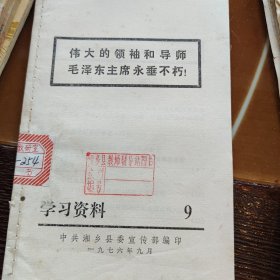 伟大的领袖和导师
毛泽东主席永垂不朽!
254
学习资料 9
中共湘乡县委宣传部编印
一九七六年九月